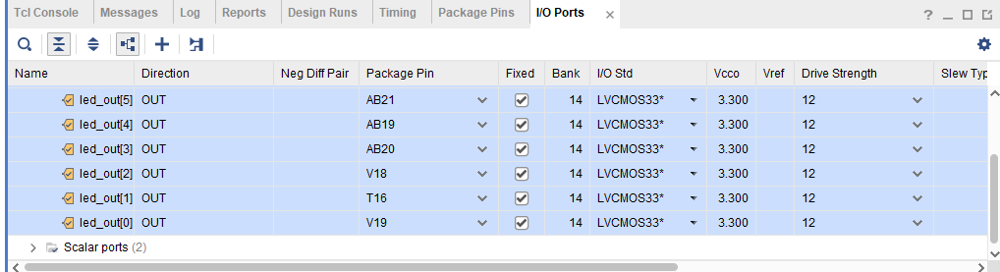 Tcl Console Messages Log Reports Design Runs Timing Package Pins I/O Ports
Name Direction Neg Diff Pair Package Pin Fixed Bank I/O Std Vcco Vref Drive Strength Slew Typ
led_out[5] OUT AB21 14 LVCMOS33* 3.300 12
led_out[4] OUT AB19 14 LVCMOS33* 3.300 12
led_out[3] OUT AB20 14 LVCMOS33* 3.300 12
led_out[2] OUT V18 14 LVCMOS33* 3.300 12
led_out[1] OUT T16 14 LVCMOS33* 3.300 12
led_out[0] OUT V19 14 LVCMOS33* 3.300 12
Scalar ports (2)